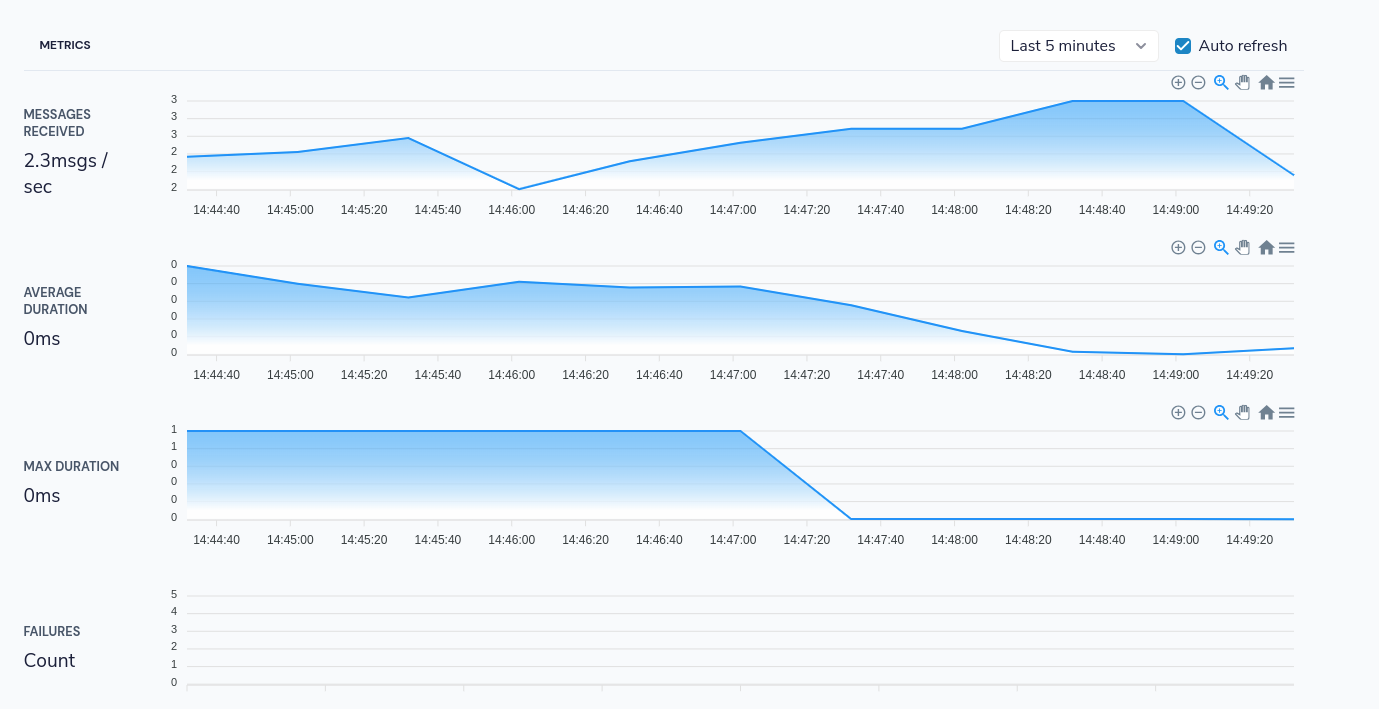 METRICS
Last 5 minutes
Auto refresh
MESSAGES
RECEIVED
2.3msgs /
sec
3
3
3
2
2
2
14:44:40 14:45:00 14:45:20 14:45:40 14:46:00 14:46:20 14:46:40 14:47:00 14:47:20 14:47:40 14:48:00 14:48:20 14:48:40 14:49:00 14:49:20
AVERAGE
DURATION
0ms
0
0
0
0
0
0
14:44:40 14:45:00 14:45:20 14:45:40 14:46:00 14:46:20 14:46:40 14:47:00 14:47:20 14:47:40 14:48:00 14:48:20 14:48:40 14:49:00 14:49:20
MAX DURATION
0ms
1
1
0
0
0
0
14:44:40 14:45:00 14:45:20 14:45:40 14:46:00 14:46:20 14:46:40 14:47:00 14:47:20 14:47:40 14:48:00 14:48:20 14:48:40 14:49:00 14:49:20
FAILURES
Count
5
4
3
2
1
0